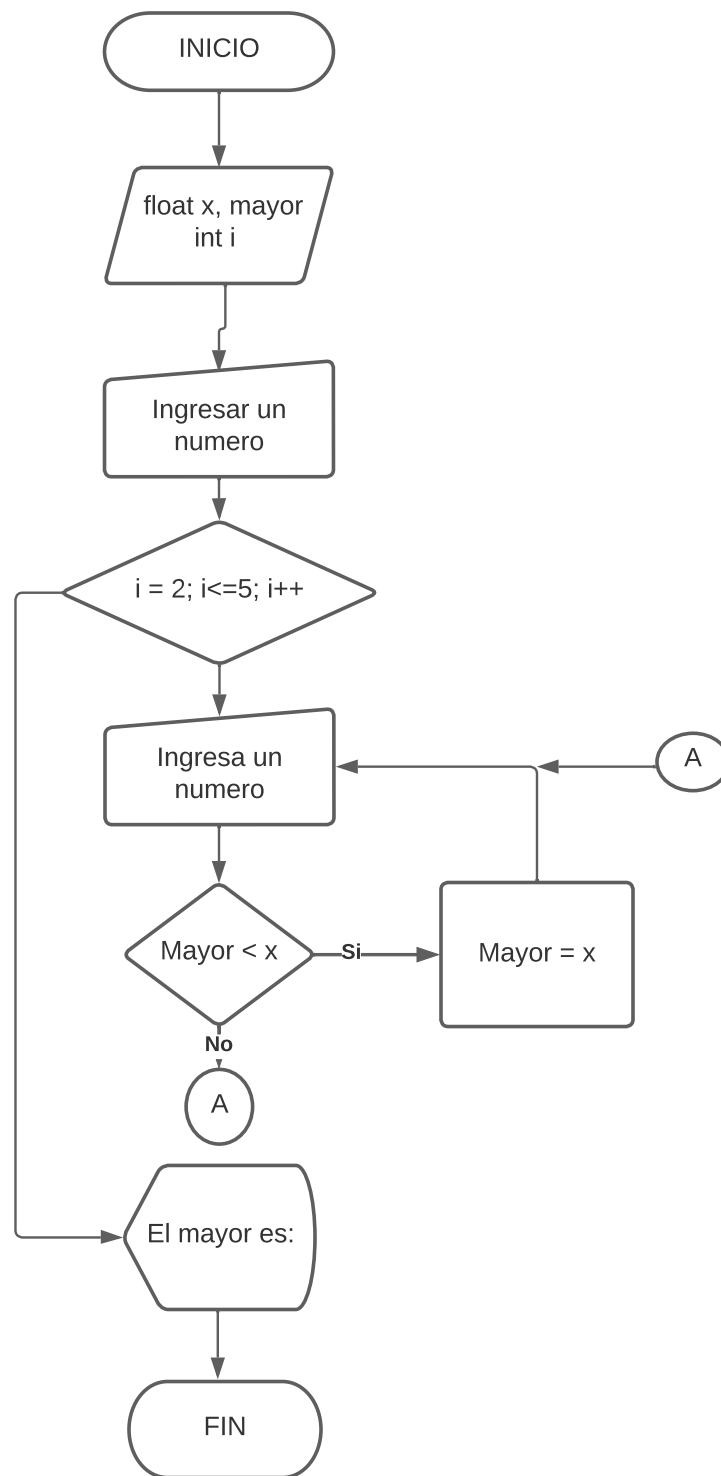 INICIO
float x, mayor
int i
Ingresar un
numero
i = 2; i<=5; i++
Ingresa un
numero
A
Mayor < x
Si
Mayor = x
No
A
El mayor es:
FIN